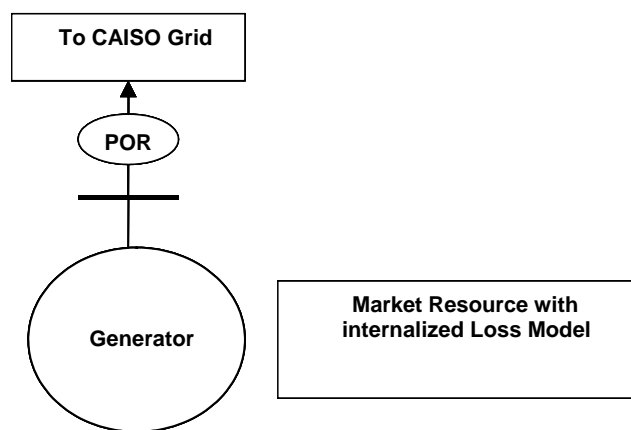 To CAISO Grid
POR
Generator
Market Resource with
internalized Loss Model